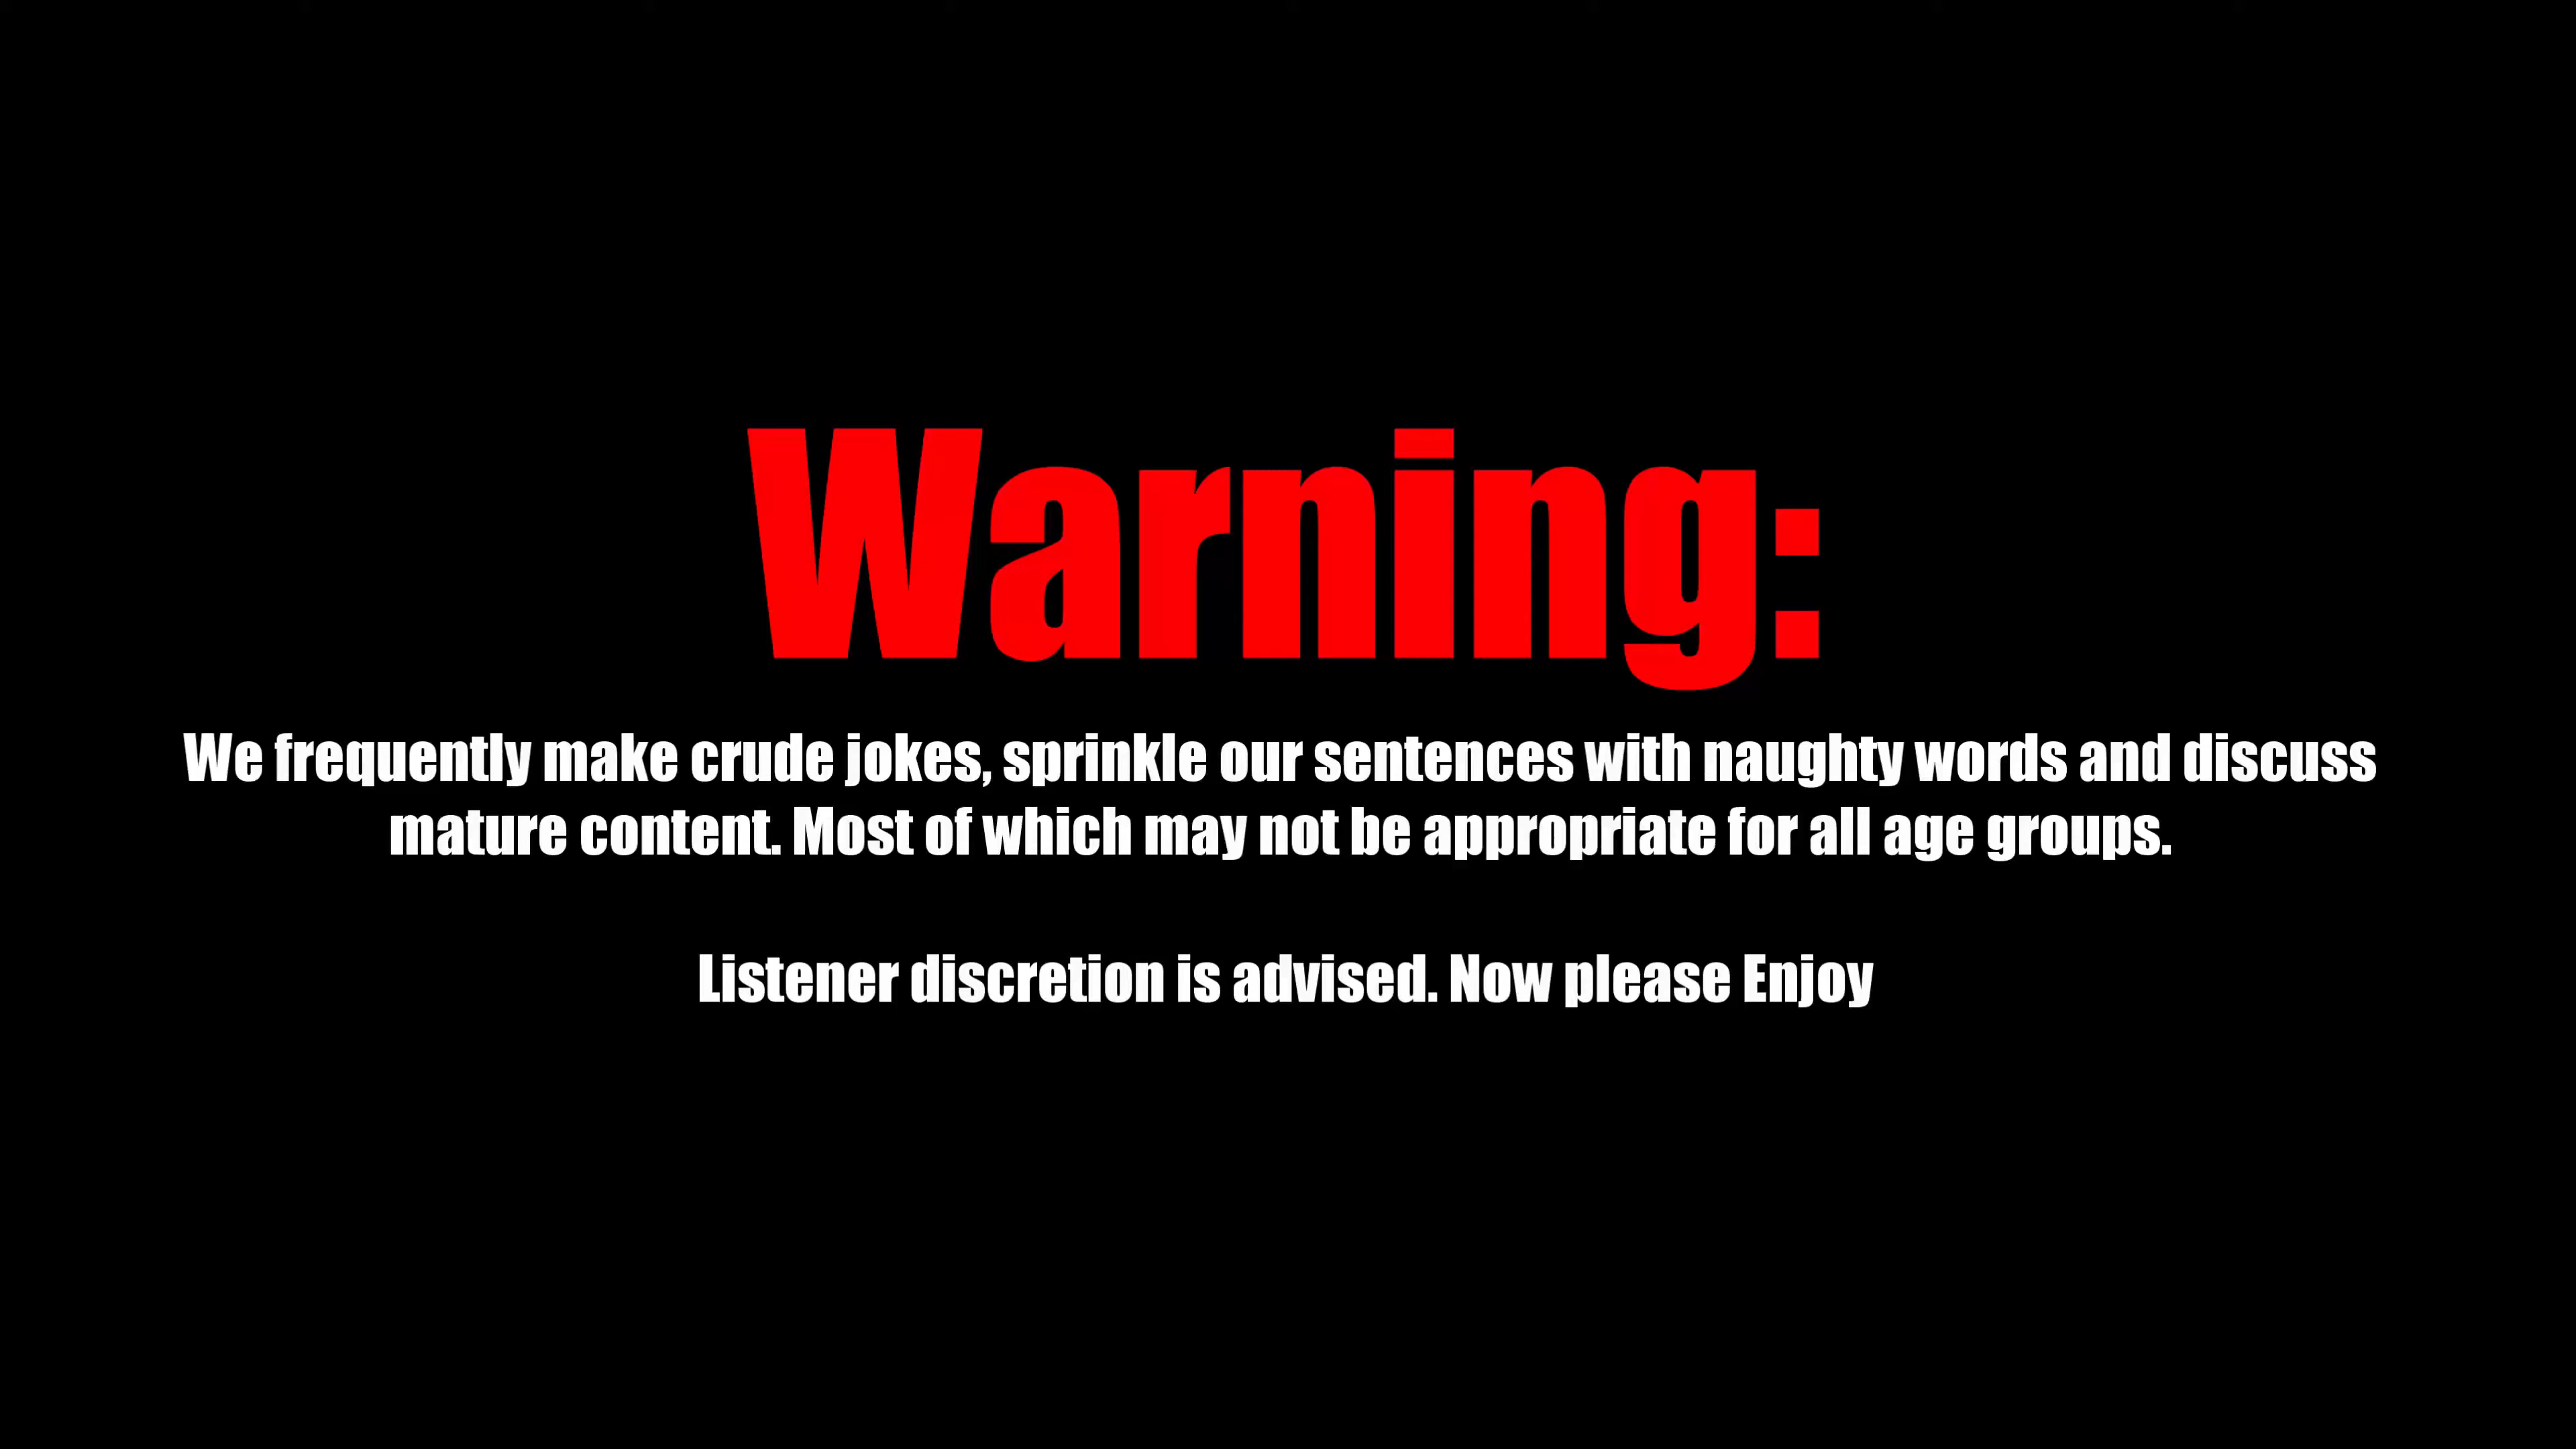 Warning:
We frequently make crude jokes, sprinkle our sentences with naughty words and discuss
mature content. Most of which may not be appropriate for all age groups.
Listener discretion is advised. Now please Enjoy